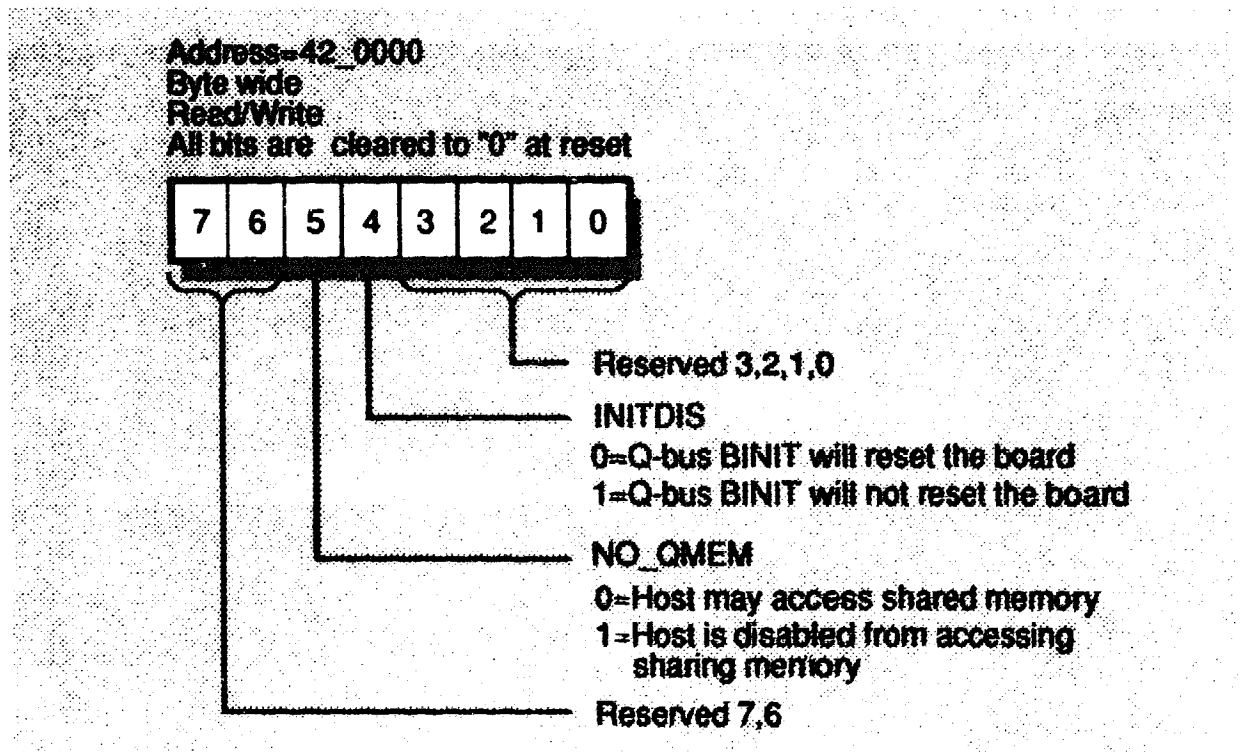 Address=42_0000
Byte wide
Read/Write
All bits are cleared to "0" at reset
7 6 5 4 3 2 1 0
Reserved 3,2,1,0
INITDIS
0=Q-bus BINIT will reset the board
1=Q-bus BINIT will not reset the board
NO_QMEM
0=Host may access shared memory
1=Host is disabled from accessing
sharing memory
Reserved 7,6